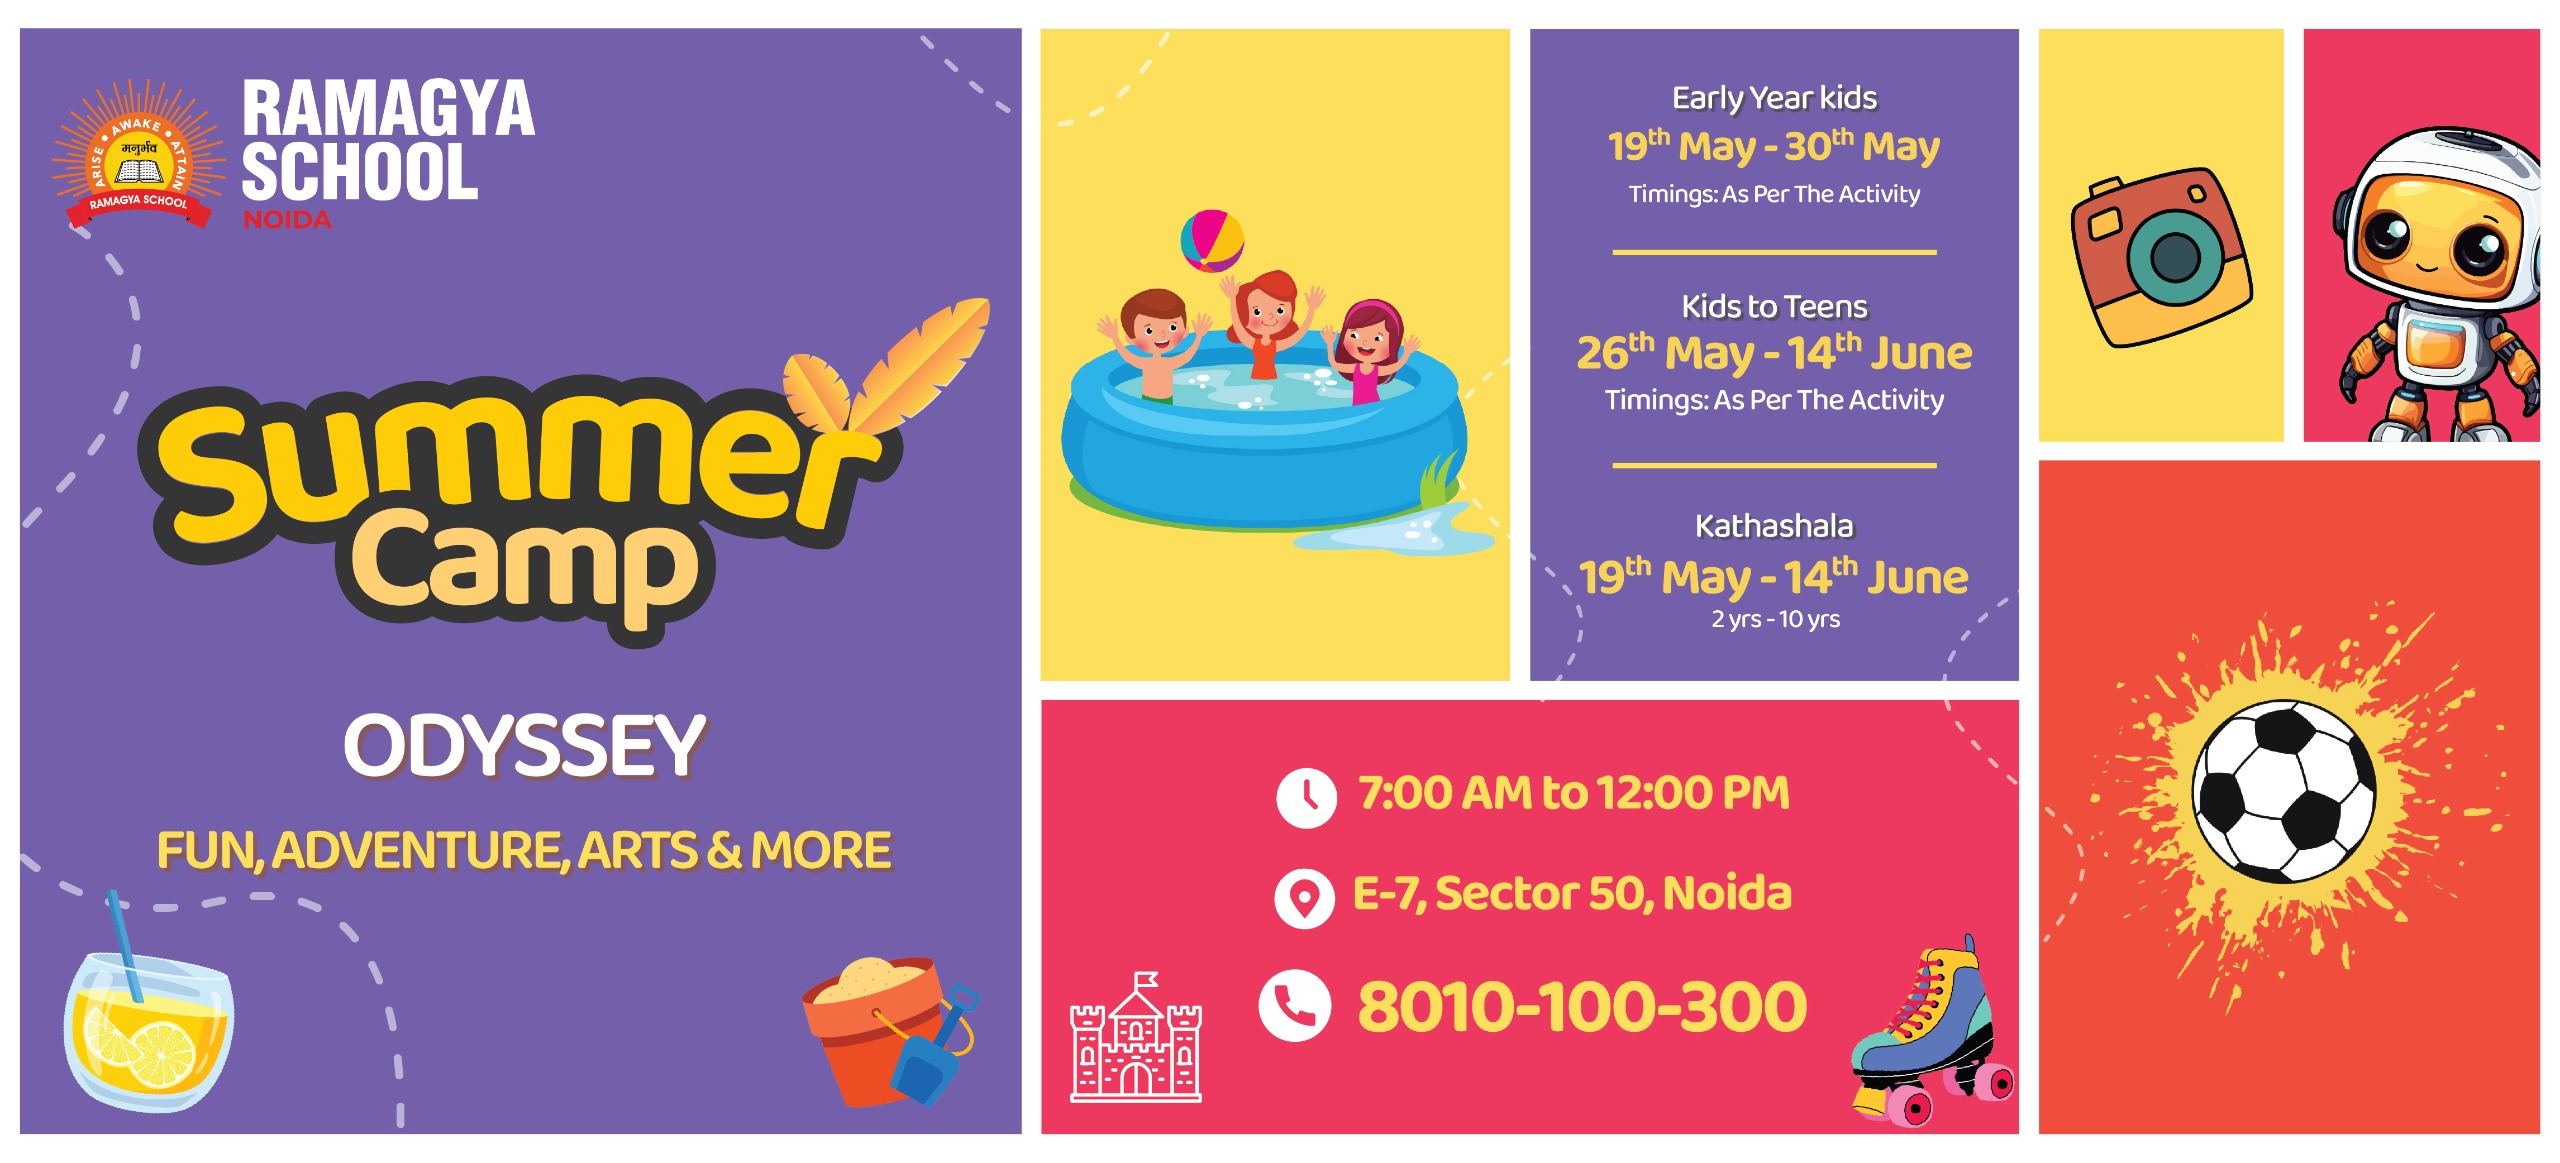 ARISE • AWAKE • ATTAIN
मनुर्भव
RAMAGYA SCHOOL
RAMAGYA
SCHOOL
NOIDA
Summer
Camp
ODYSSEY
FUN, ADVENTURE, ARTS & MORE
Early Year kids
19th May - 30th May
Timings: As Per The Activity
Kids to Teens
26th May - 14th June
Timings: As Per The Activity
Kathashala
19th May - 14th June
2 yrs - 10 yrs
7:00 AM to 12:00 PM
E-7, Sector 50, Noida
8010-100-300